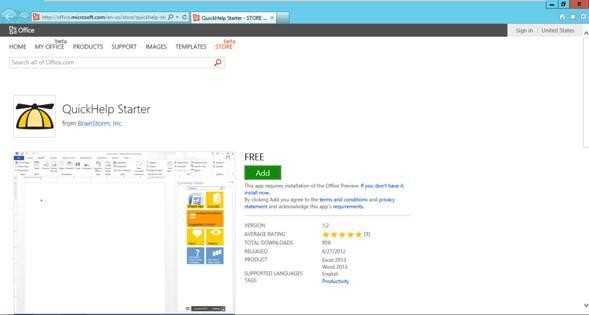 http://office.microsoft.com/en-us/store/quickhelp-st
QuickHelp Starter - STORE ...
Office
Sign in
United States
beta
beta
HOME MY OFFICE PRODUCTS SUPPORT IMAGES TEMPLATES STORE
Search all of Office.com
QuickHelp Starter
from BrainStorm, Inc.
FREE
Add
This app requires installation of the Office Preview. If you don't have it,
install now.
By clicking Add you agree to the terms and conditions and privacy
statement and acknowledge this app's requirements.
VERSION 1.2
AVERAGE RATING (1)
TOTAL DOWNLOADS 959
RELEASED 6/27/2012
PRODUCT Excel 2013
Word 2013
SUPPORTED LANGUAGES English
TAGS Productivity